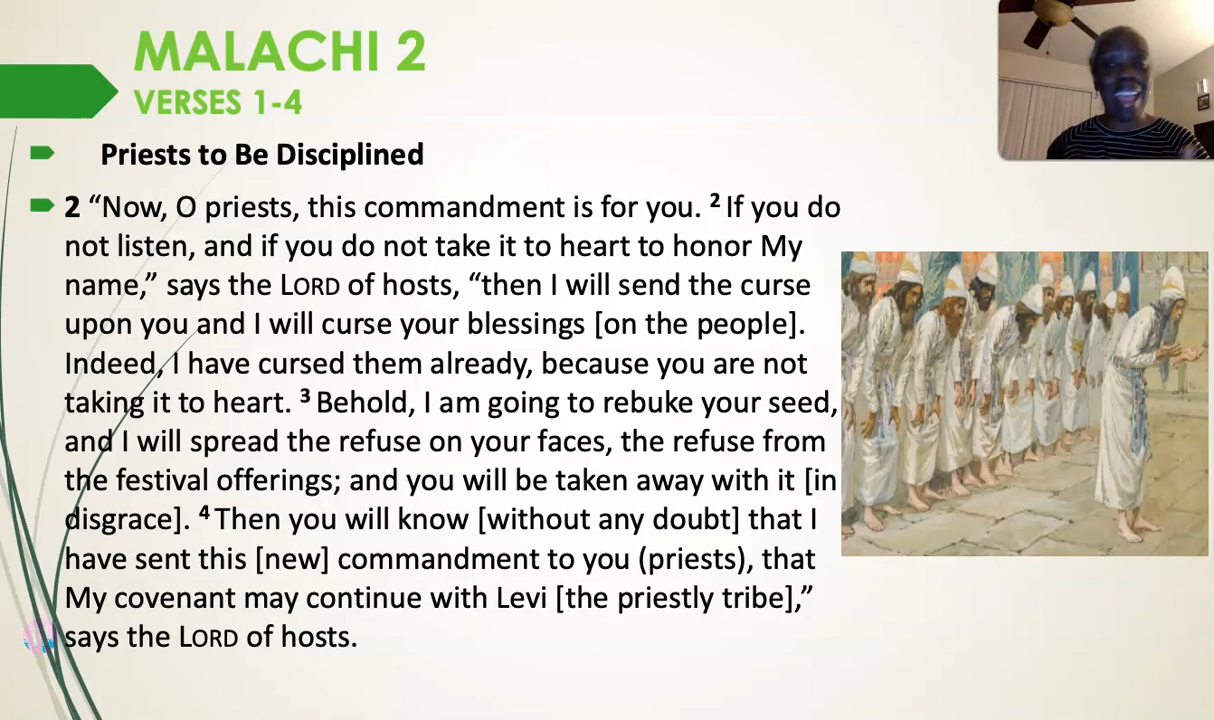 MALACHI 2
VERSES 1-4
Priests to Be Disciplined
2 “Now, O priests, this commandment is for you. 2 If you do
not listen, and if you do not take it to heart to honor My
name,” says the LORD of hosts, “then I will send the curse
upon you and I will curse your blessings [on the people].
Indeed, I have cursed them already, because you are not
taking it to heart. 3 Behold, I am going to rebuke your seed,
and I will spread the refuse on your faces, the refuse from
the festival offerings; and you will be taken away with it [in
disgrace]. 4 Then you will know [without any doubt] that I
have sent this [new] commandment to you (priests), that
My covenant may continue with Levi [the priestly tribe],”
says the LORD of hosts.